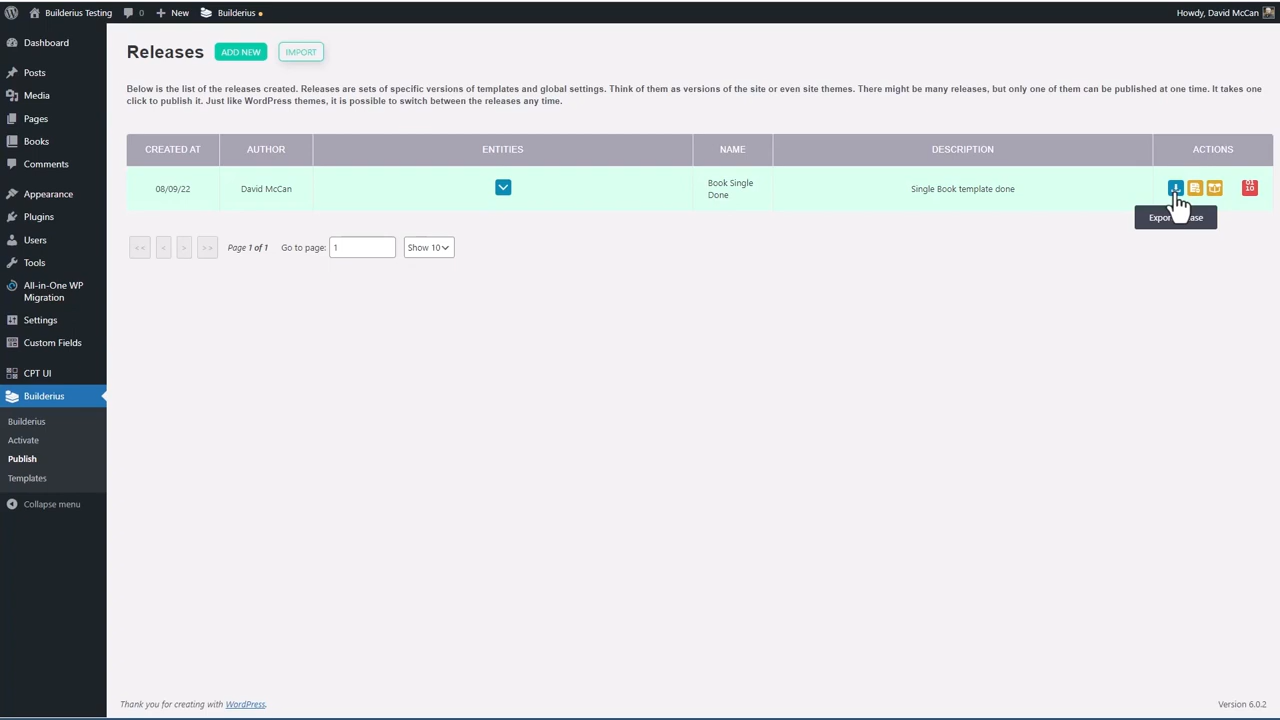 Builderius Testing
0
New
Builderius
Howdy, David McCan
Dashboard
Posts
Media
Pages
Books
Comments
Appearance
Plugins
Users
Tools
All-in-One WP
Migration
Settings
Custom Fields
CPT UI
Builderius
Builderius
Activate
Publish
Templates
Collapse menu
Releases
ADD NEW
IMPORT
Below is the list of the releases created. Releases are sets of specific versions of templates and global settings. Think of them as versions of the site or even site themes. There might be many releases, but only one of them can be published at one time. It takes one
click to publish it. Just like WordPress themes, it is possible to switch between the releases any time.
CREATED AT AUTHOR ENTITIES NAME DESCRIPTION ACTIONS
08/09/22 David McCan Book Single
Done
Single Book template done
<< < > >> Page 1 of 1 Go to page: 1 Show 10
Thank you for creating with WordPress.
Version 6.0.2